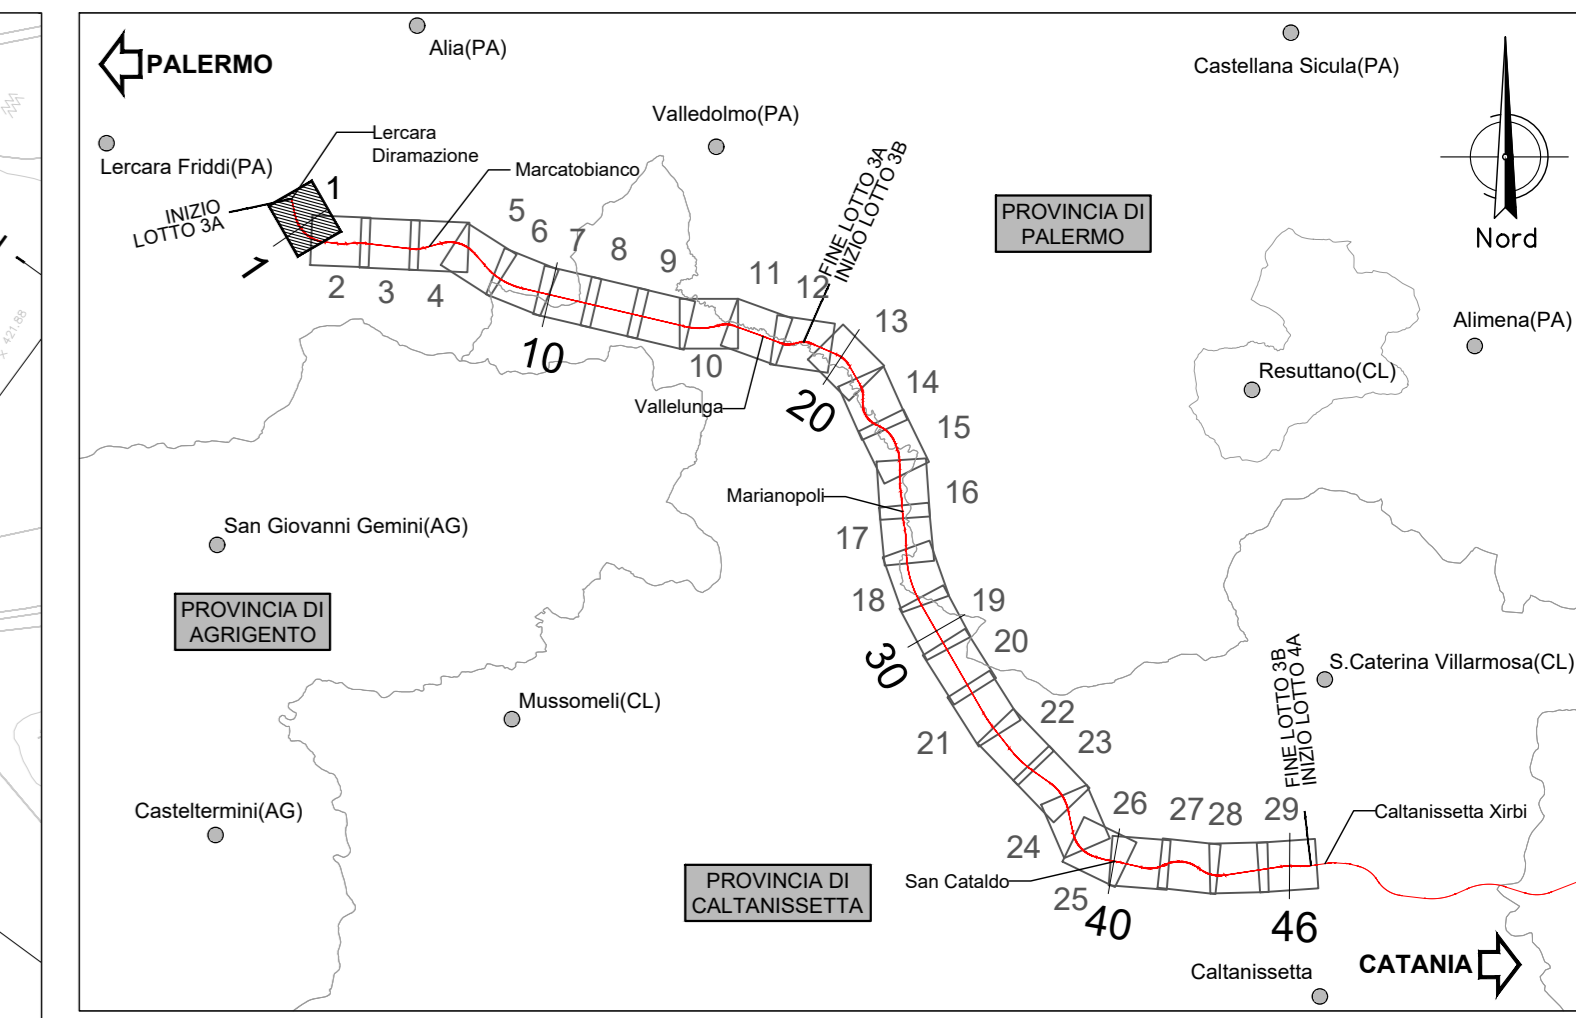 PALERMO
Alia(PA)
Castellana Sicula(PA)
Valledolmo(PA)
Lercara
Diramazione
Lercara Friddi(PA)
Marcatobianco
FINE LOTTO 3A
INIZIO LOTTO 3B
PROVINCIA DI
PALERMO
Nord
INIZIO
LOTTO 3A
1
1
2
3
4
5
6
7
8
9
10
10
11
12
13
Alimena(PA)
Resuttano(CL)
x 421.88
Vallelunga
20
14
15
Marianopoli
16
17
San Giovanni Gemini(AG)
PROVINCIA DI
AGRIGENTO
18
19
20
30
S.Caterina Villarmosa(CL)
FINE LOTTO 3B
INIZIO LOTTO 4A
Mussomeli(CL)
21
22
23
Casteltermini(AG)
24
25
26
27
28
29
Caltanissetta Xirbi
San Cataldo
PROVINCIA DI
CALTANISSETTA
40
46
Caltanissetta
CATANIA